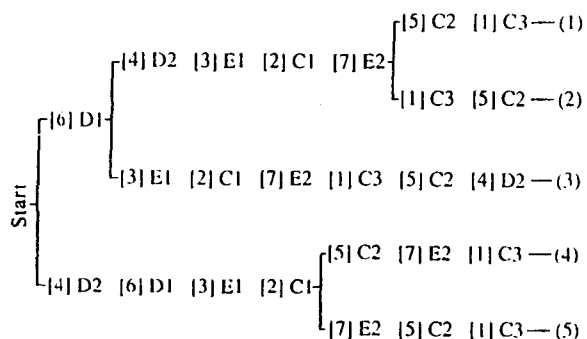 [5] C2 [1] C3 — (1)
[4] D2 [3] E1 [2] C1 [7] E2
[1] C3 [5] C2 — (2)
[6] D1
[3] E1 [2] C1 [7] E2 [1] C3 [5] C2 [4] D2 — (3)
Start
[5] C2 [7] E2 [1] C3 — (4)
[4] D2 [6] D1 [3] E1 [2] C1
[7] E2 [5] C2 [1] C3 — (5)